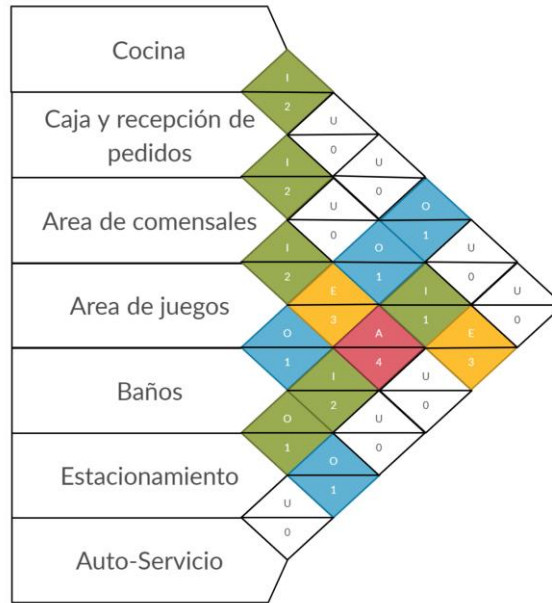 Cocina
I
2
Caja y recepción de
U
pedidos
0
I U
2 0
U O
Area de comensales
0 1
I O U
2 1 0
E I U
Area de juegos
3 1 0
O A E
1 4 3
I U
Baños
2 0
O U
1 0
O
Estacionamiento
1
U
0
Auto-Servicio